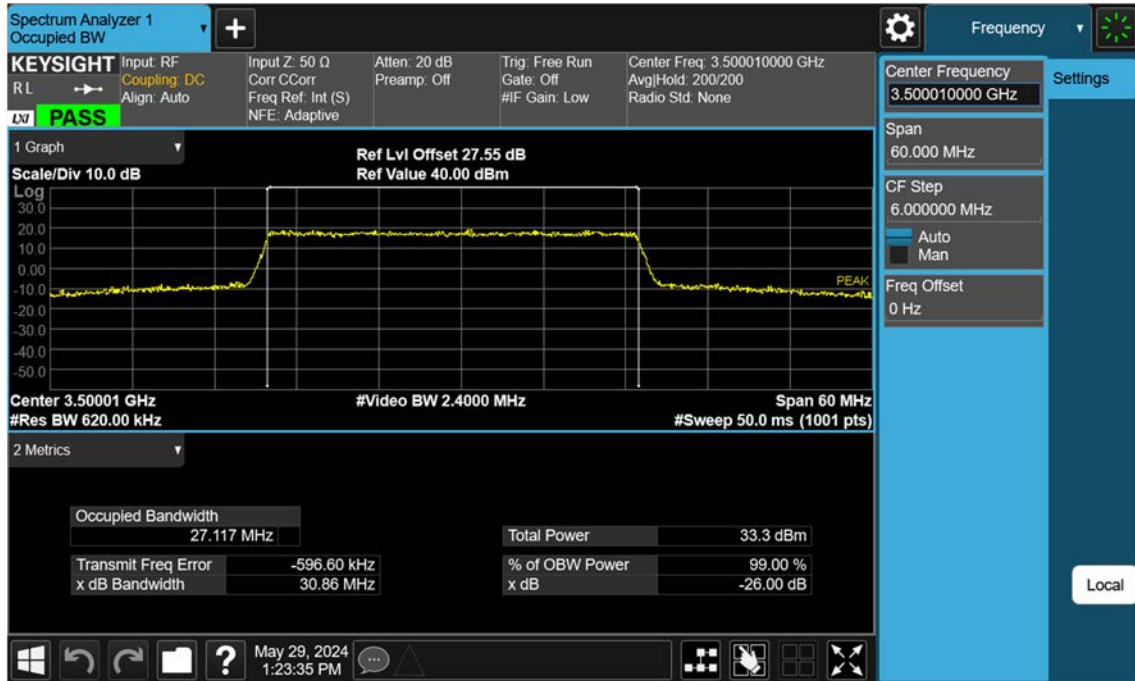 Spectrum Analyzer 1
Occupied BW
Frequency
KEYSIGHT
R L
LXI
PASS
Input: RF
Coupling: DC
Align: Auto
Input Z: 50 Ω
Corr CCorr
Freq Ref: Int (S)
NFE: Adaptive
Atten: 20 dB
Preamp: Off
Trig: Free Run
Gate: Off
#IF Gain: Low
Center Freq: 3.500010000 GHz
Avg|Hold: 200/200
Radio Std: None
Center Frequency
3.500010000 GHz
Settings
Span
60.000 MHz
CF Step
6.000000 MHz
Auto
Man
Freq Offset
0 Hz
Local
1 Graph
Scale/Div 10.0 dB
Ref Lvl Offset 27.55 dB
Ref Value 40.00 dBm
Log
30.0
20.0
10.0
0.00
-10.0
-20.0
-30.0
-40.0
-50.0
PEAK
Center 3.50001 GHz
#Video BW 2.4000 MHz
Span 60 MHz
#Res BW 620.00 kHz
#Sweep 50.0 ms (1001 pts)
2 Metrics
Occupied Bandwidth
27.117 MHz
Total Power 33.3 dBm
Transmit Freq Error -596.60 kHz
% of OBW Power 99.00 %
x dB Bandwidth 30.86 MHz
x dB -26.00 dB
?
May 29, 2024
1:23:35 PM